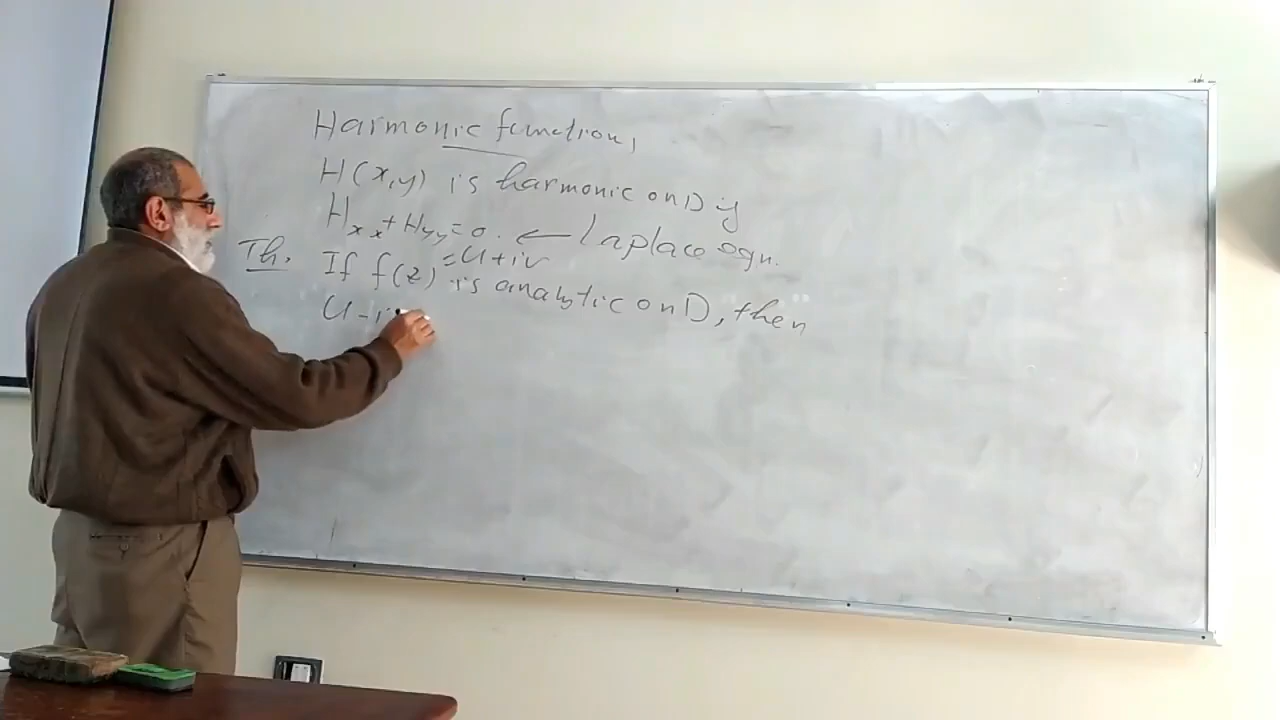 Harmonic function,
H(x,y) is harmonic on D if
Hxx + Hyy = 0. ← Laplace eqn.
Th. If f(z) = u+iv is analytic on D, then
u